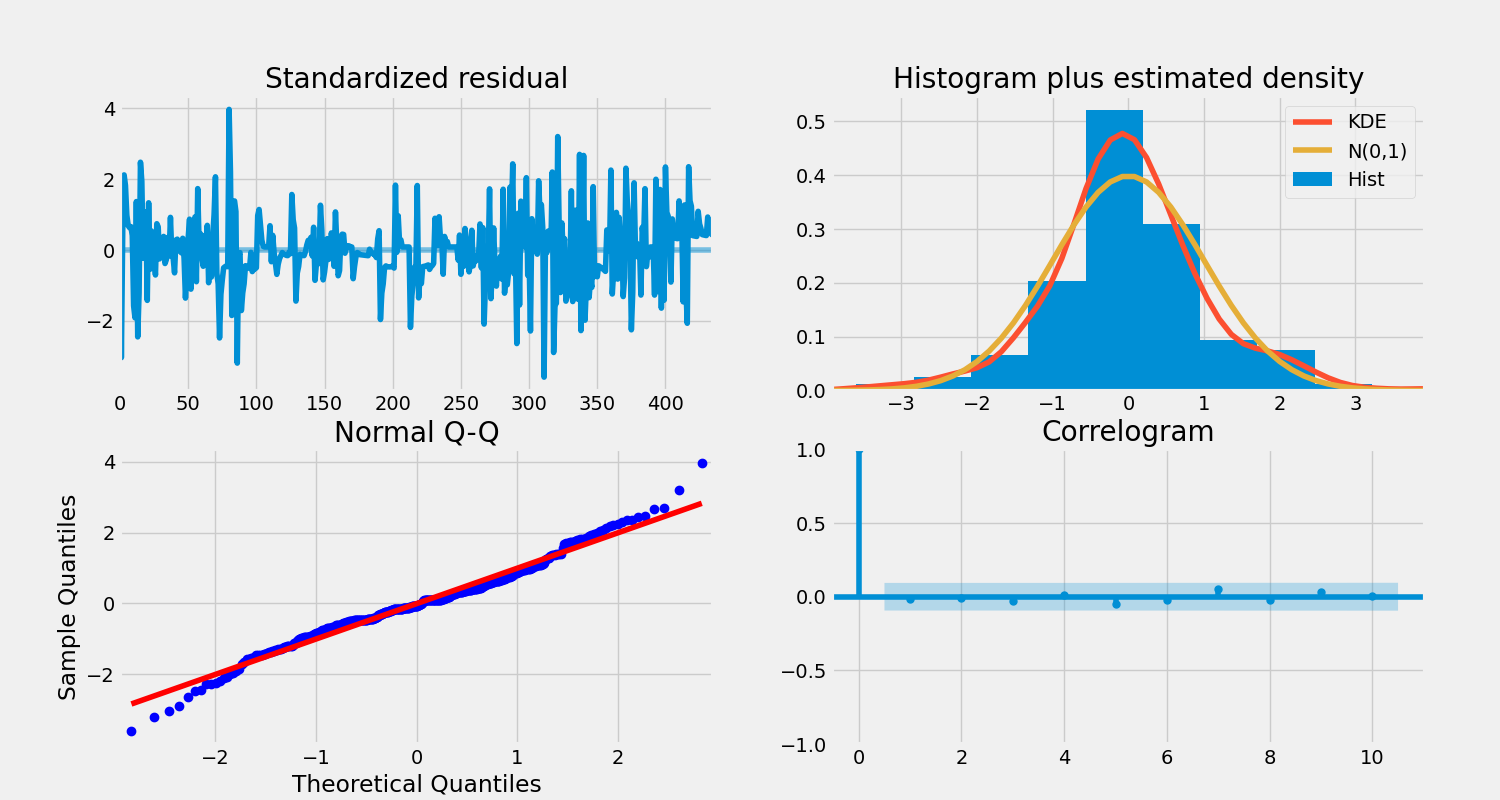 Standardized residual
4
2
0
−2
0 50 100 150 200 250 300 350 400
Histogram plus estimated density
KDE
N(0,1)
Hist
0.5
0.4
0.3
0.2
0.1
0.0
−3 −2 −1 0 1 2 3
Normal Q-Q
Sample Quantiles
4
2
0
−2
−2 −1 0 1 2
Theoretical Quantiles
Correlogram
1.0
0.5
0.0
−0.5
−1.0
0 2 4 6 8 10